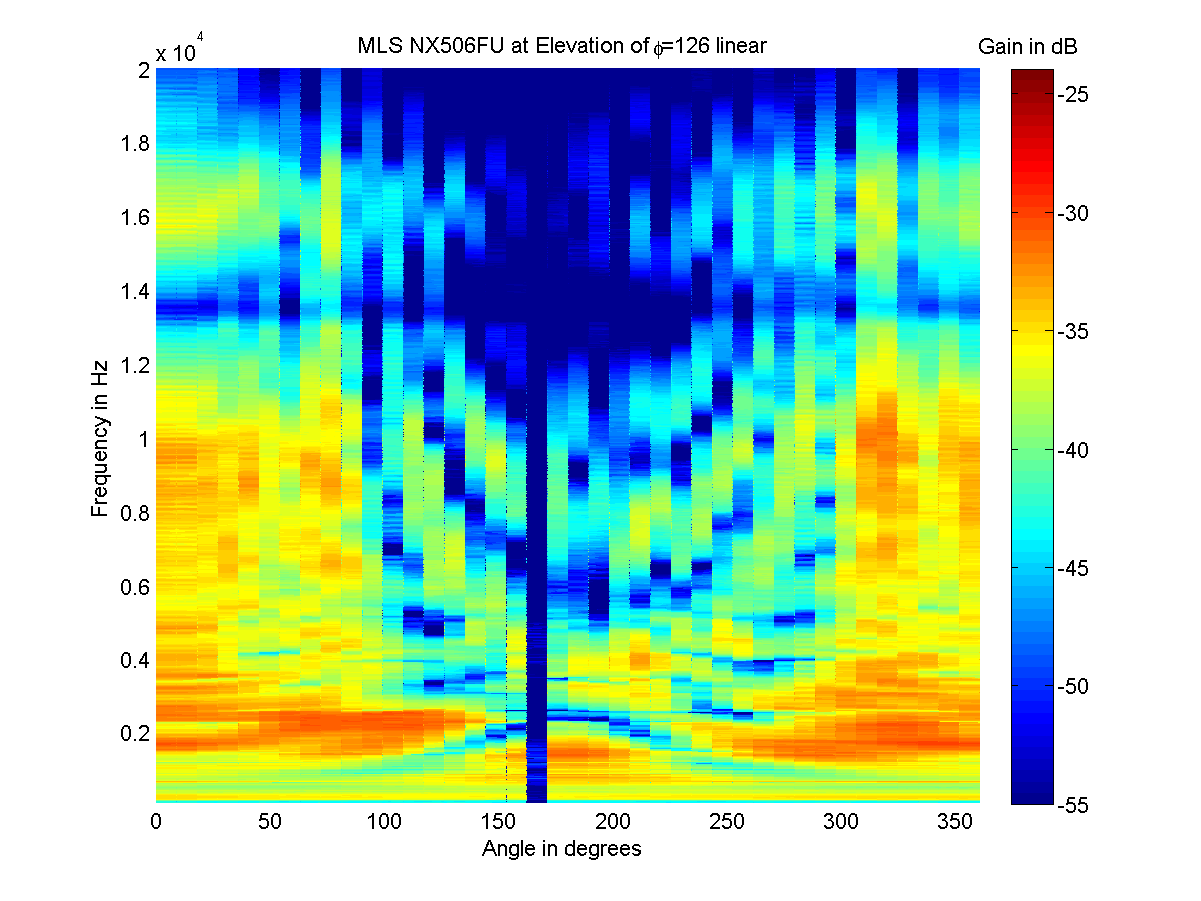 MLS NX506FU at Elevation of ϕ=126 linear
Gain in dB
x 10^4
2
1.8
1.6
1.4
1.2
1
0.8
0.6
0.4
0.2
Frequency in Hz
0 50 100 150 200 250 300 350
Angle in degrees
-25
-30
-35
-40
-45
-50
-55